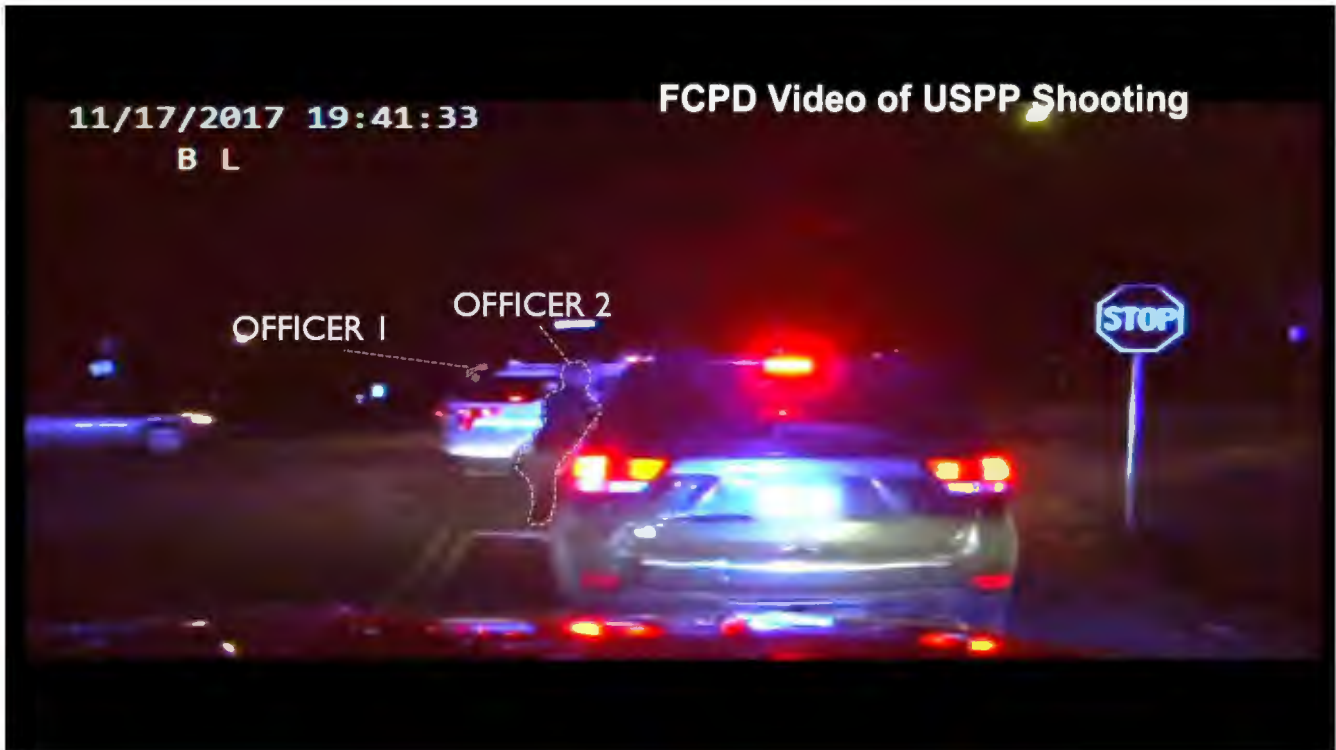 FCPD Video of USPP Shooting
11/17/2017 19:41:33
B L
OFFICER 2
OFFICER 1
STOP